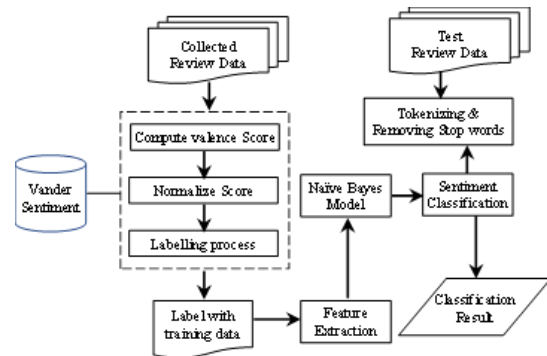 Collected
Review Data
Test
Review Data
Compute valence Score
Tokenizing &
Removing Stop words
Vander
Sentiment
Normalize Score
Naïve Bayes
Model
Sentiment
Classification
Labelling process
Label with
training data
Feature
Extraction
Classification
Result